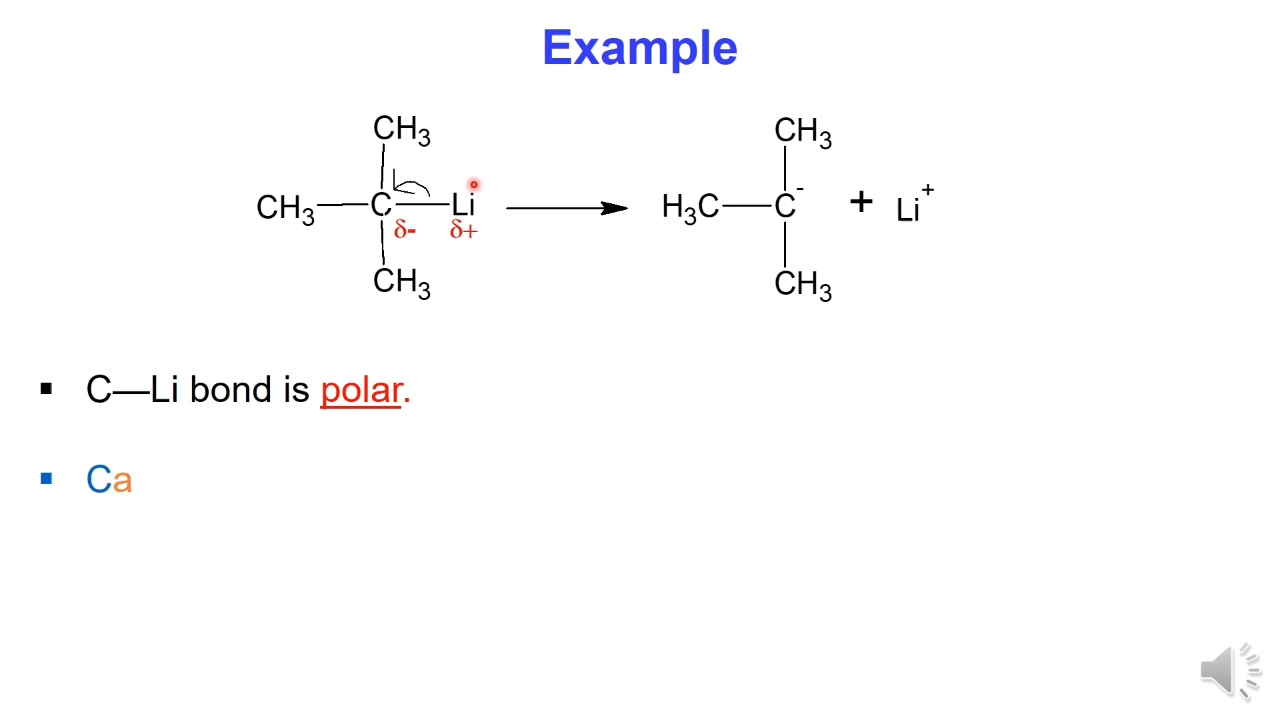 Example
CH3 CH3
CH3 C Li H3C C- + Li+
δ- δ+
CH3 CH3
▪ C—Li bond is polar.
▪ Ca